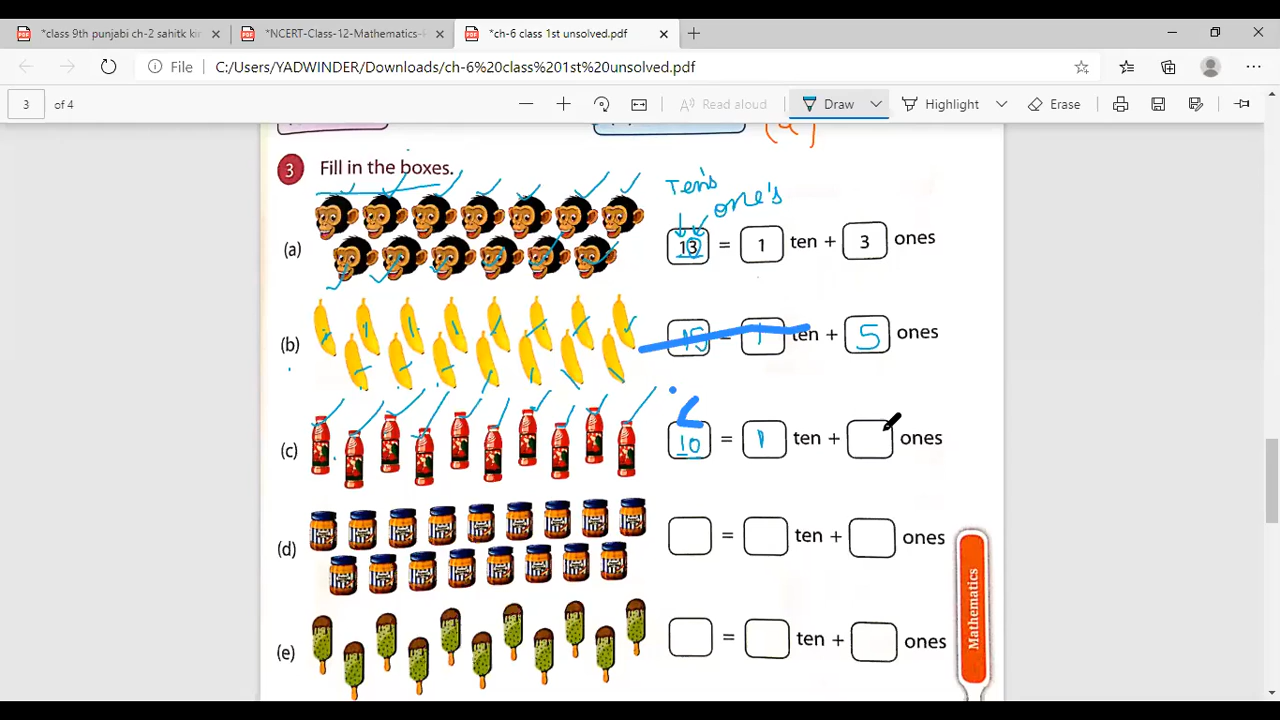 *class 9th punjabi ch-2 sahitk ki
*NCERT-Class-12-Mathematics-
*ch-6 class 1st unsolved.pdf
File C:/Users/YADWINDER/Downloads/ch-6%20class%201st%20unsolved.pdf
3 of 4 Read aloud Draw Highlight Erase
3 Fill in the boxes.
Ten's one's
(a) 13 = 1 ten + 3 ones
(b) 15 = 1 ten + 5 ones
(c) 10 = 1 ten + ones
(d) = ten + ones
(e) = ten + ones
Mathematics